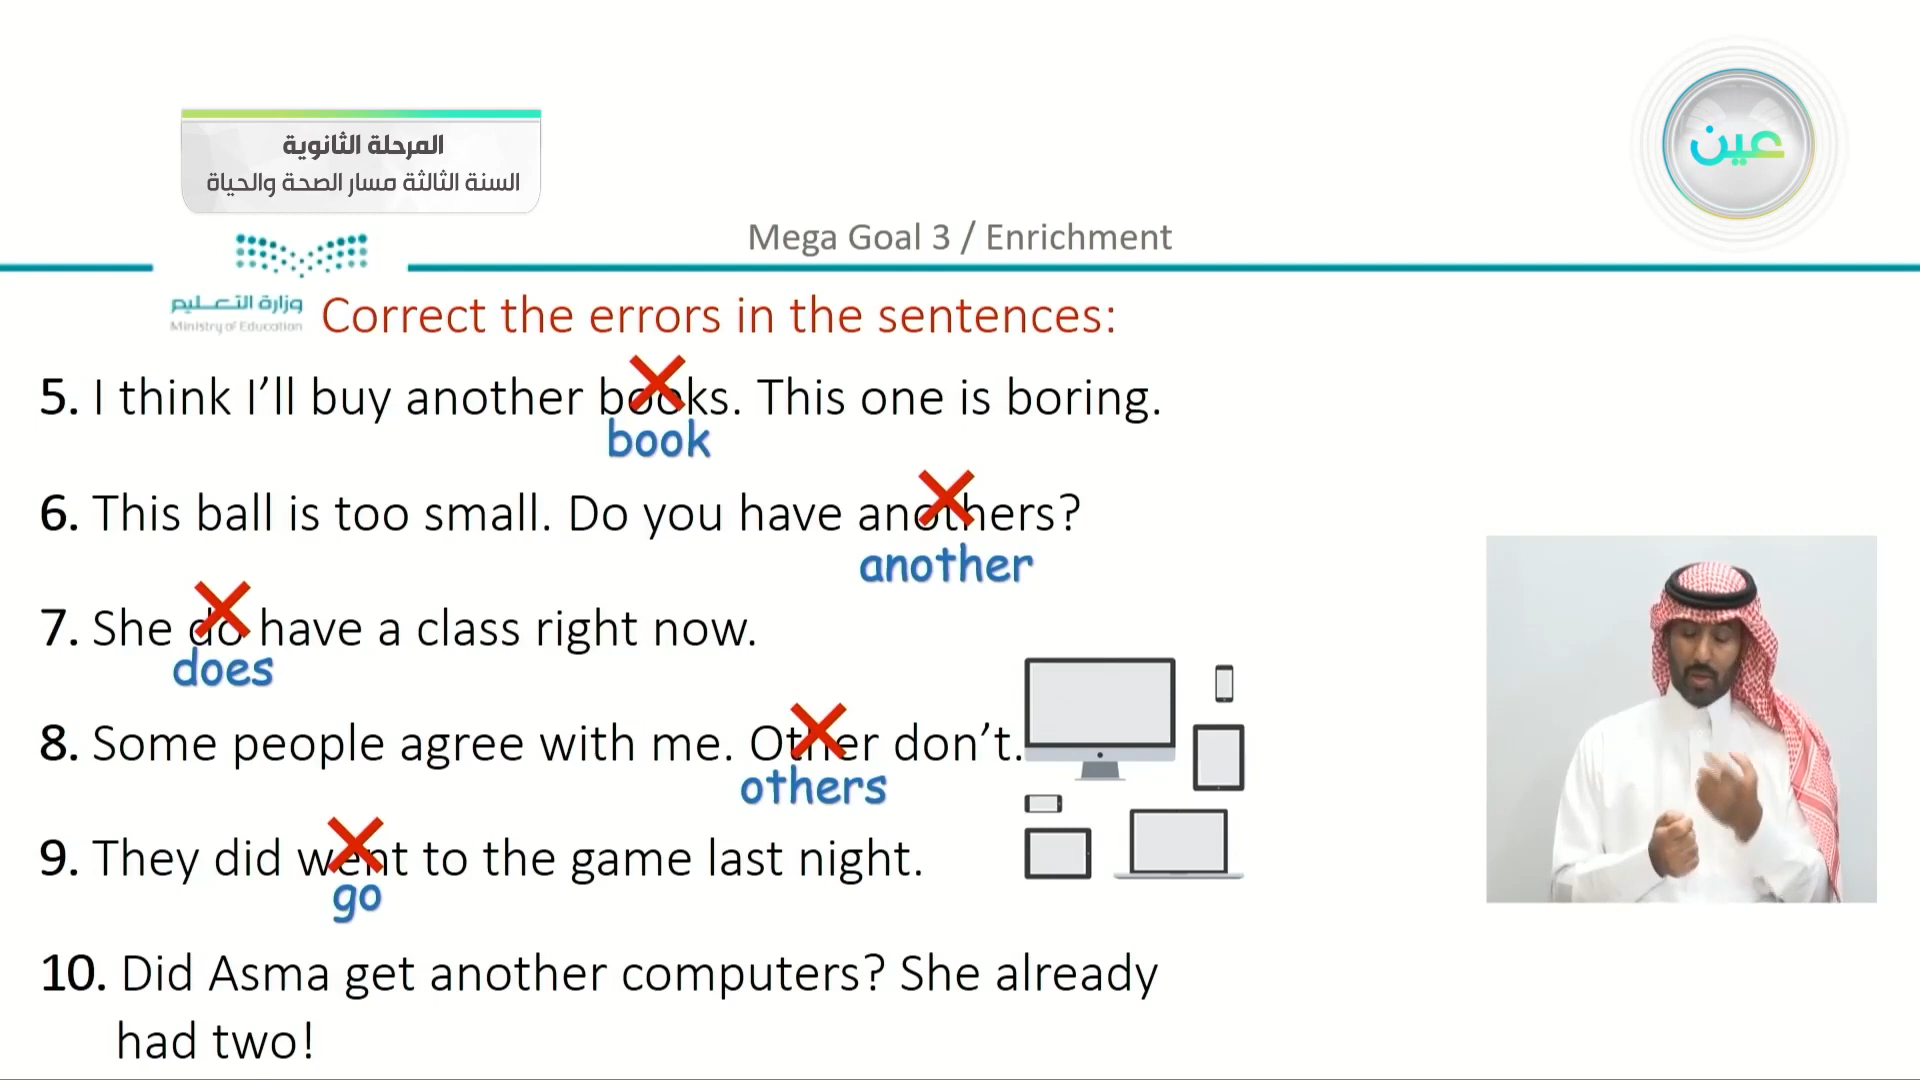 المرحلة الثانوية
السنة الثالثة مسار الصحة والحياة
عين
Mega Goal 3 / Enrichment
وزارة التعليم
Ministry of Education
Correct the errors in the sentences:
5. I think I’ll buy another books. This one is boring.
book
6. This ball is too small. Do you have anothers?
another
7. She do have a class right now.
does
8. Some people agree with me. Other don’t.
others
9. They did went to the game last night.
go
10. Did Asma get another computers? She already
had two!